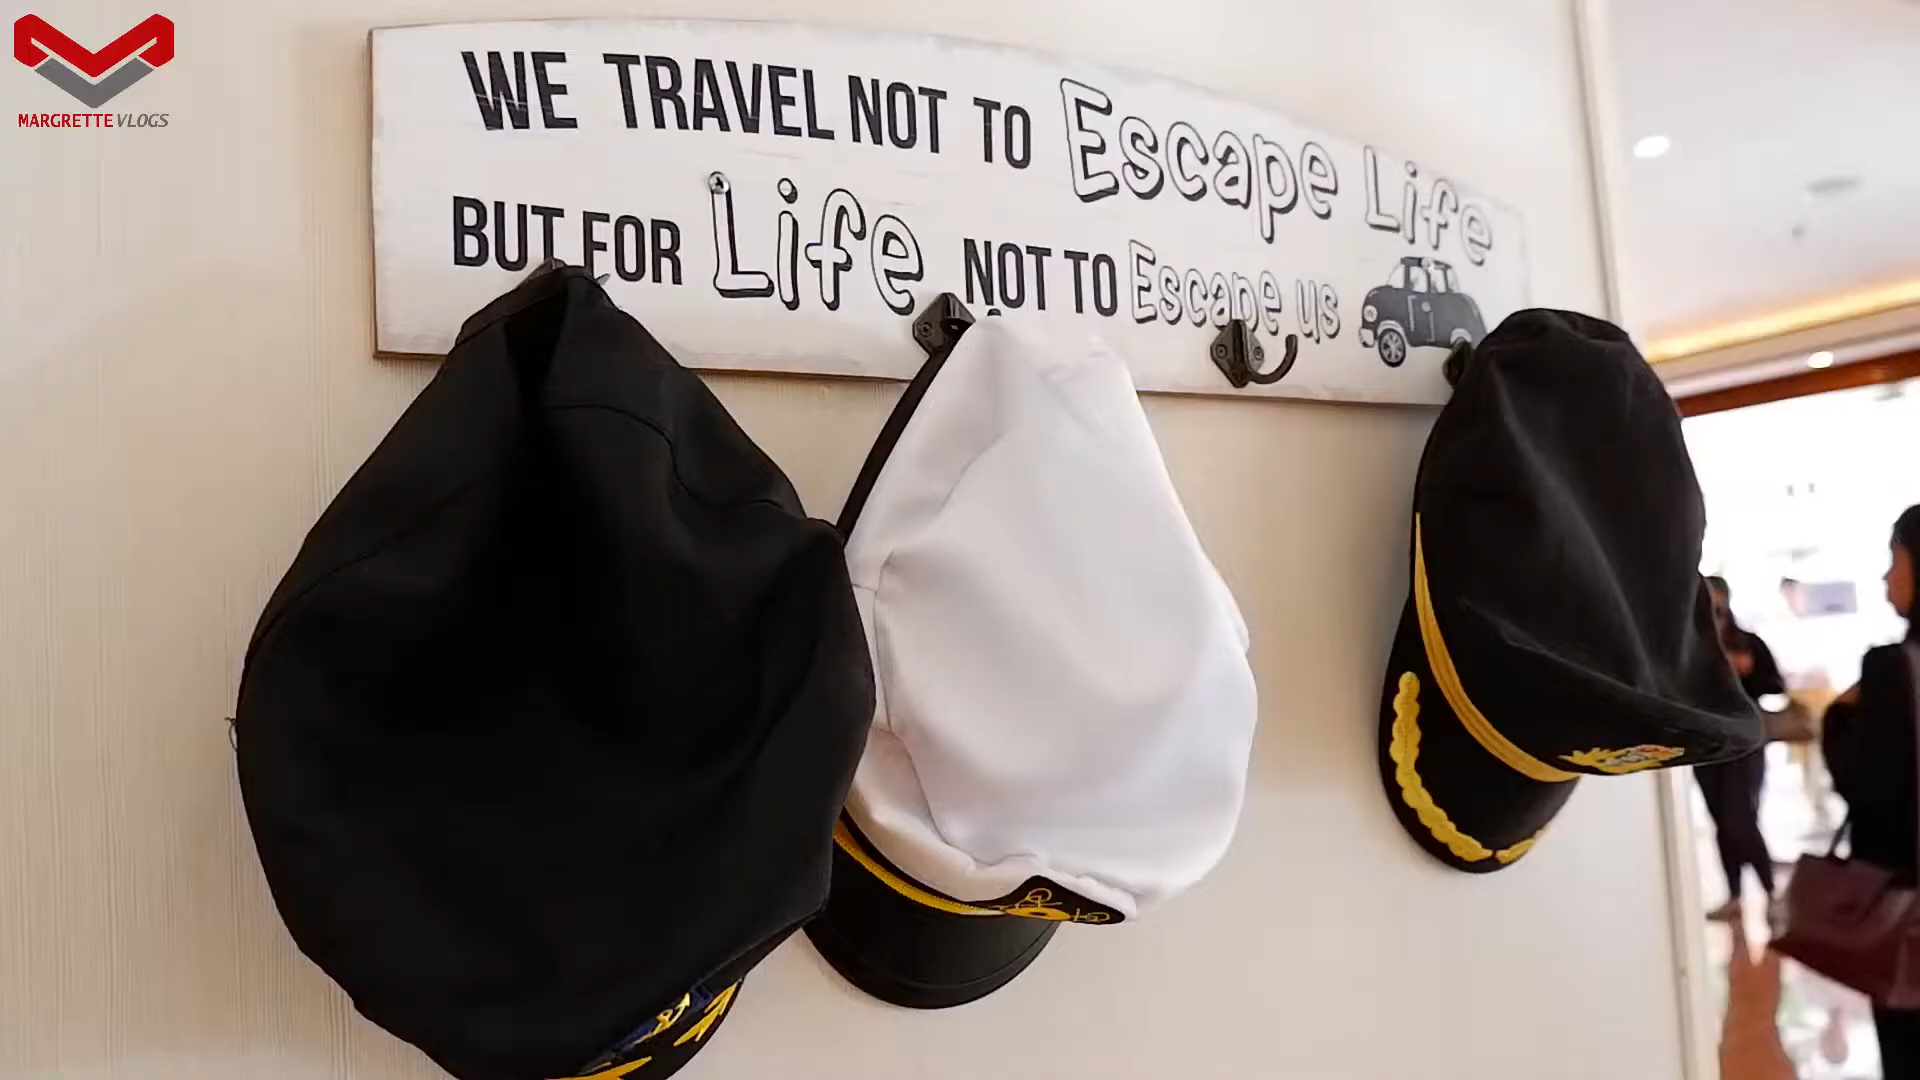 MARGRETTE VLOGS
WE TRAVEL NOT TO Escape Life
BUT FOR Life NOT TO Escape us